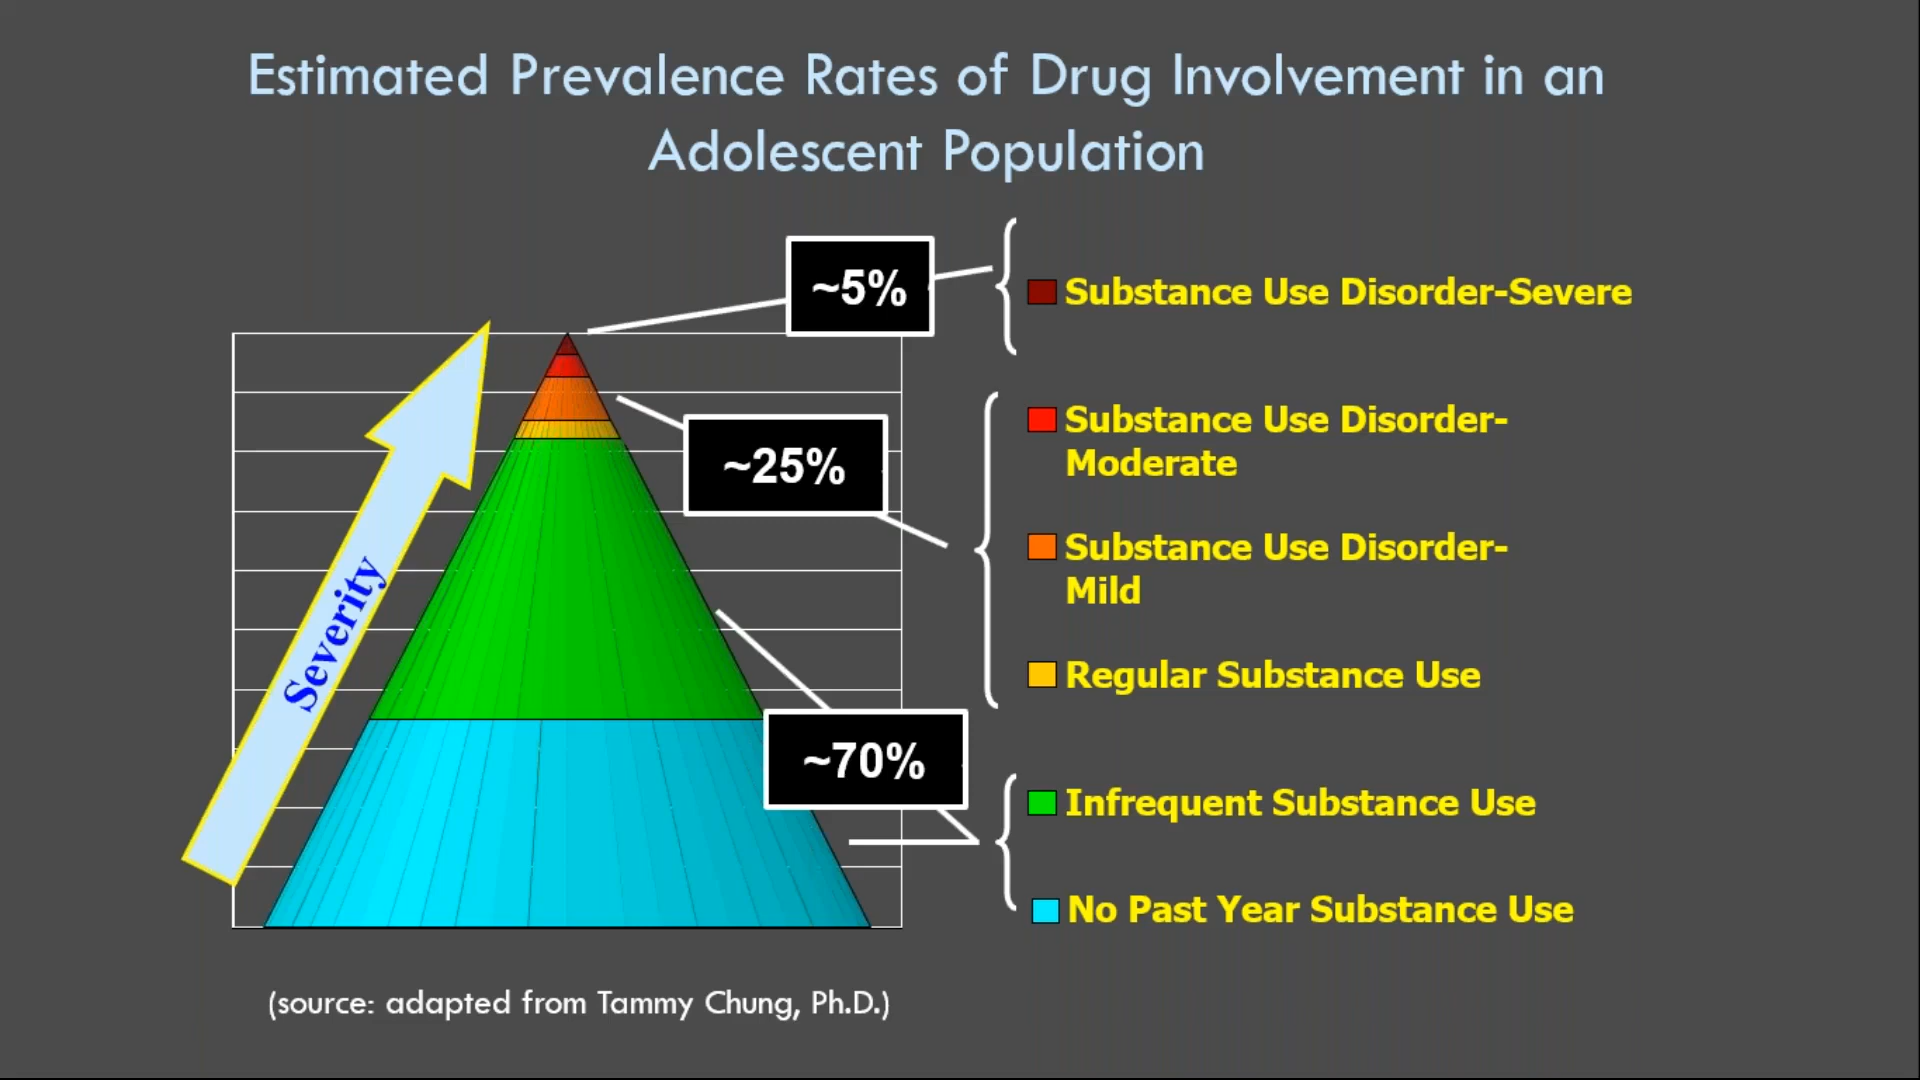 Estimated Prevalence Rates of Drug Involvement in an
Adolescent Population
~5%
Substance Use Disorder-Severe
~25%
Substance Use Disorder-
Moderate
Substance Use Disorder-
Mild
Regular Substance Use
Severity
~70%
Infrequent Substance Use
No Past Year Substance Use
(source: adapted from Tammy Chung, Ph.D.)